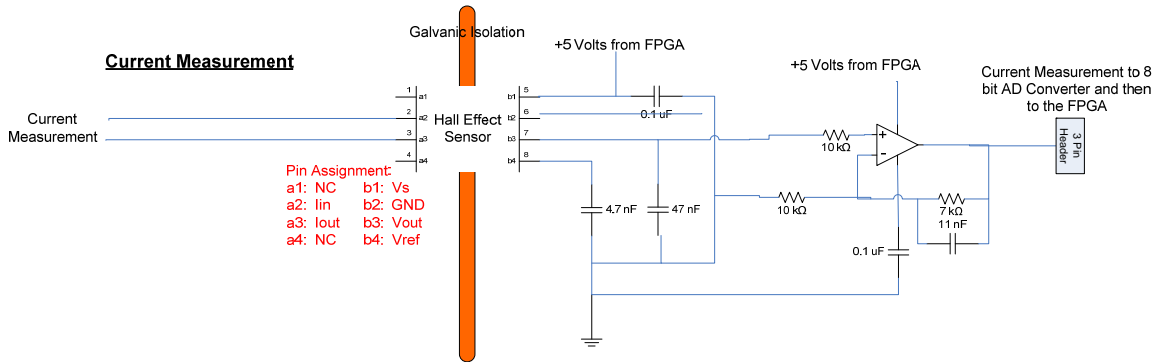 Galvanic Isolation
+5 Volts from FPGA
Current Measurement
+5 Volts from FPGA
Current Measurement to 8
bit AD Converter and then
to the FPGA
1 a1
2 a2
3 a3
4 a4
Current
Measurement
Hall Effect
Sensor
b1 5
b2 6
b3 7
b4 8
0.1 uF
10 kΩ
+
-
3 Pin
Header
Pin Assignment:
a1: NC b1: Vs
a2: Iin b2: GND
a3: Iout b3: Vout
a4: NC b4: Vref
4.7 nF
47 nF
10 kΩ
7 kΩ
11 nF
0.1 uF